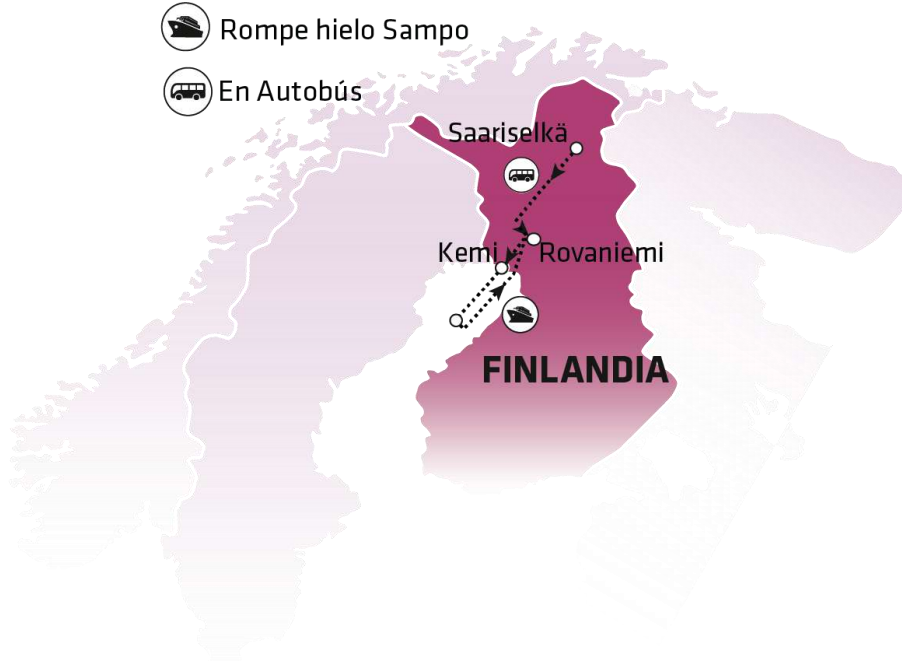 Rompe hielo Sampo
En Autobús
Saariselkä
Kemi
Rovaniemi
FINLANDIA